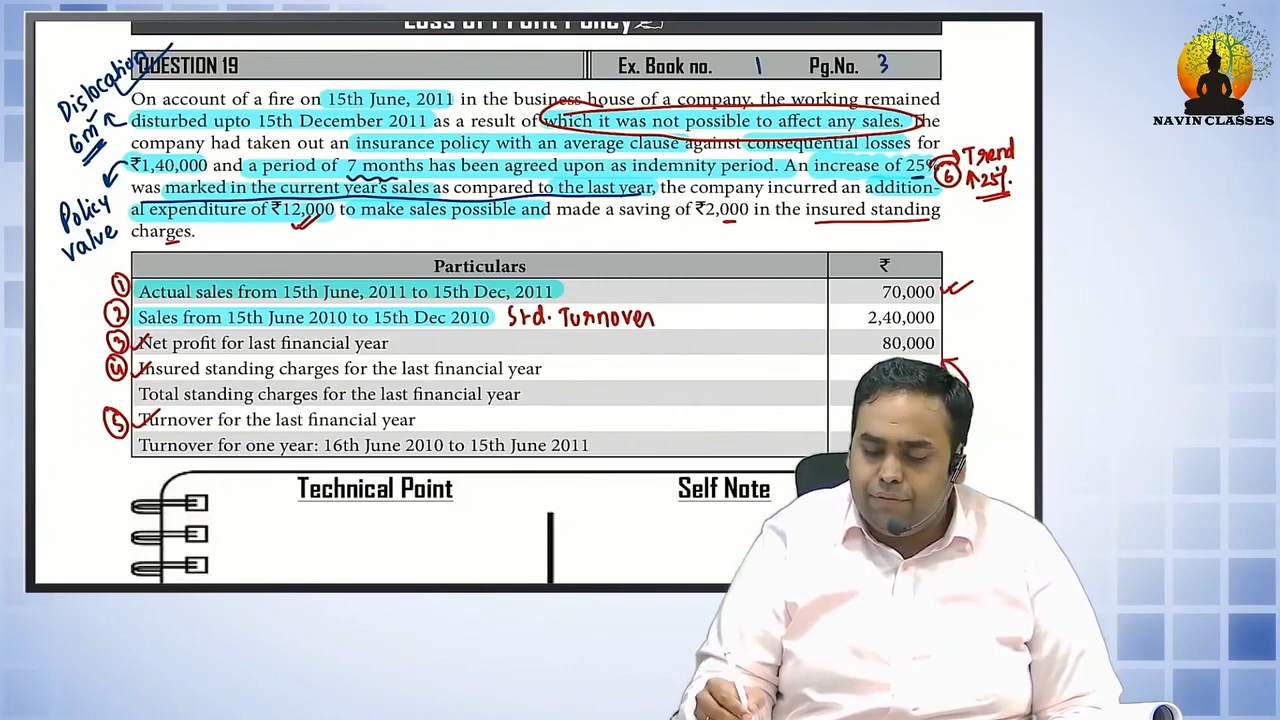 Loss of Profit Policy
NAVIN CLASSES
QUESTION 19
Ex. Book no. 1 Pg.No. 3
Dislocation
6m
Policy value
On account of a fire on 15th June, 2011 in the business house of a company, the working remained
disturbed upto 15th December 2011 as a result of which it was not possible to affect any sales. The
company had taken out an insurance policy with an average clause against consequential losses for
₹1,40,000 and a period of 7 months has been agreed upon as indemnity period. An increase of 25%
was marked in the current year's sales as compared to the last year, the company incurred an addition-
al expenditure of ₹12,000 to make sales possible and made a saving of ₹2,000 in the insured standing
charges.
6 Trend
↑25%
Particulars ₹
1 Actual sales from 15th June, 2011 to 15th Dec, 2011 70,000
2 Sales from 15th June 2010 to 15th Dec 2010 Std. Turnover 2,40,000
3 Net profit for last financial year 80,000
4 Insured standing charges for the last financial year
Total standing charges for the last financial year
5 Turnover for the last financial year
Turnover for one year: 16th June 2010 to 15th June 2011
Technical Point Self Note